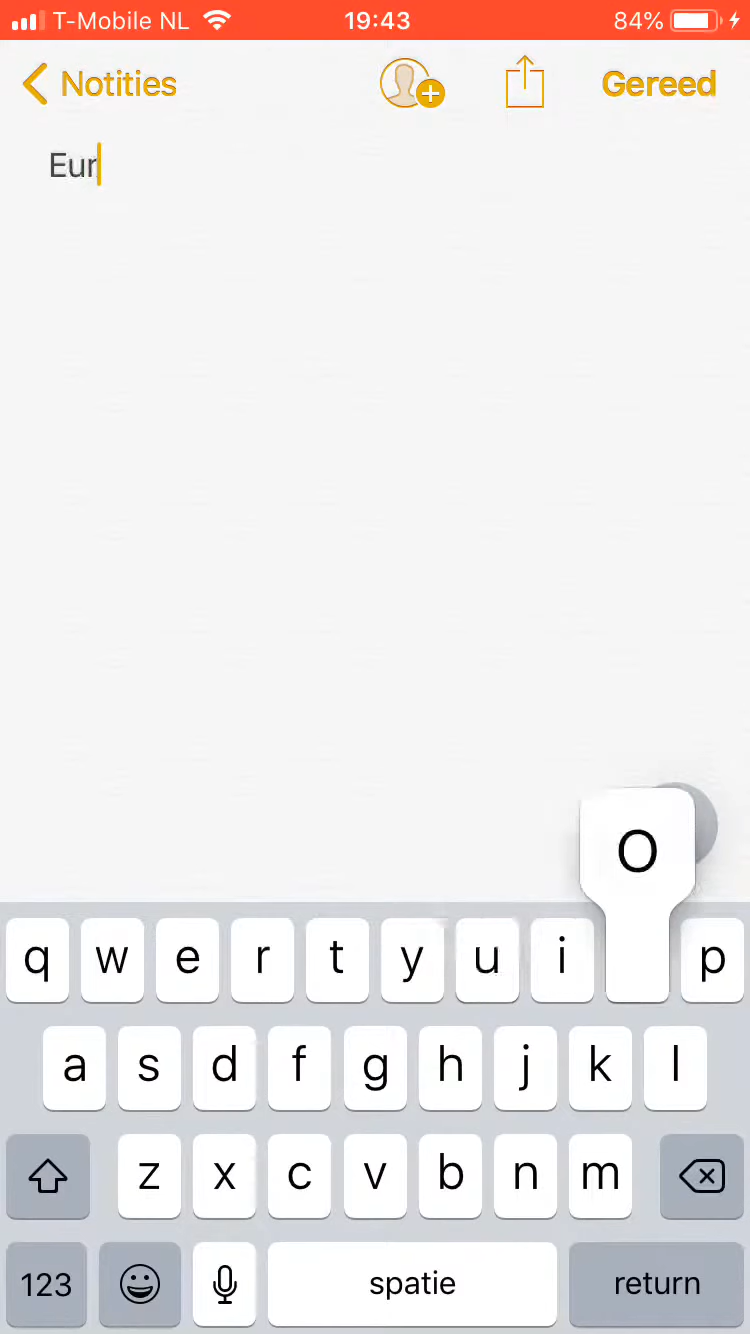 T-Mobile NL 19:43 84%
Notities Gereed
Eur
O
q w e r t y u i p
a s d f g h j k l
z x c v b n m
123 spatie return